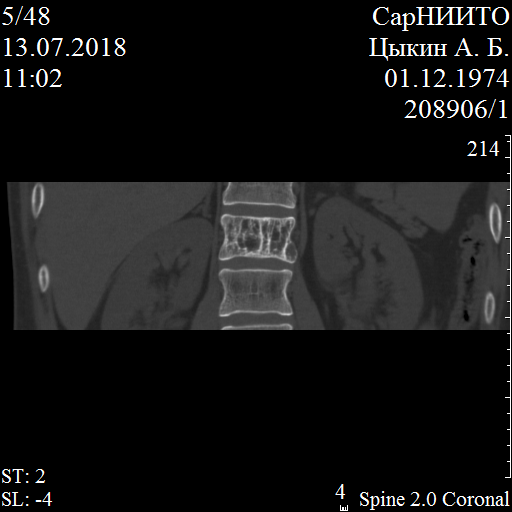 5/48
13.07.2018
11:02
СарНИИТО
Цыкин А. Б.
01.12.1974
208906/1
214
ST: 2
SL: -4
4
Spine 2.0 Coronal